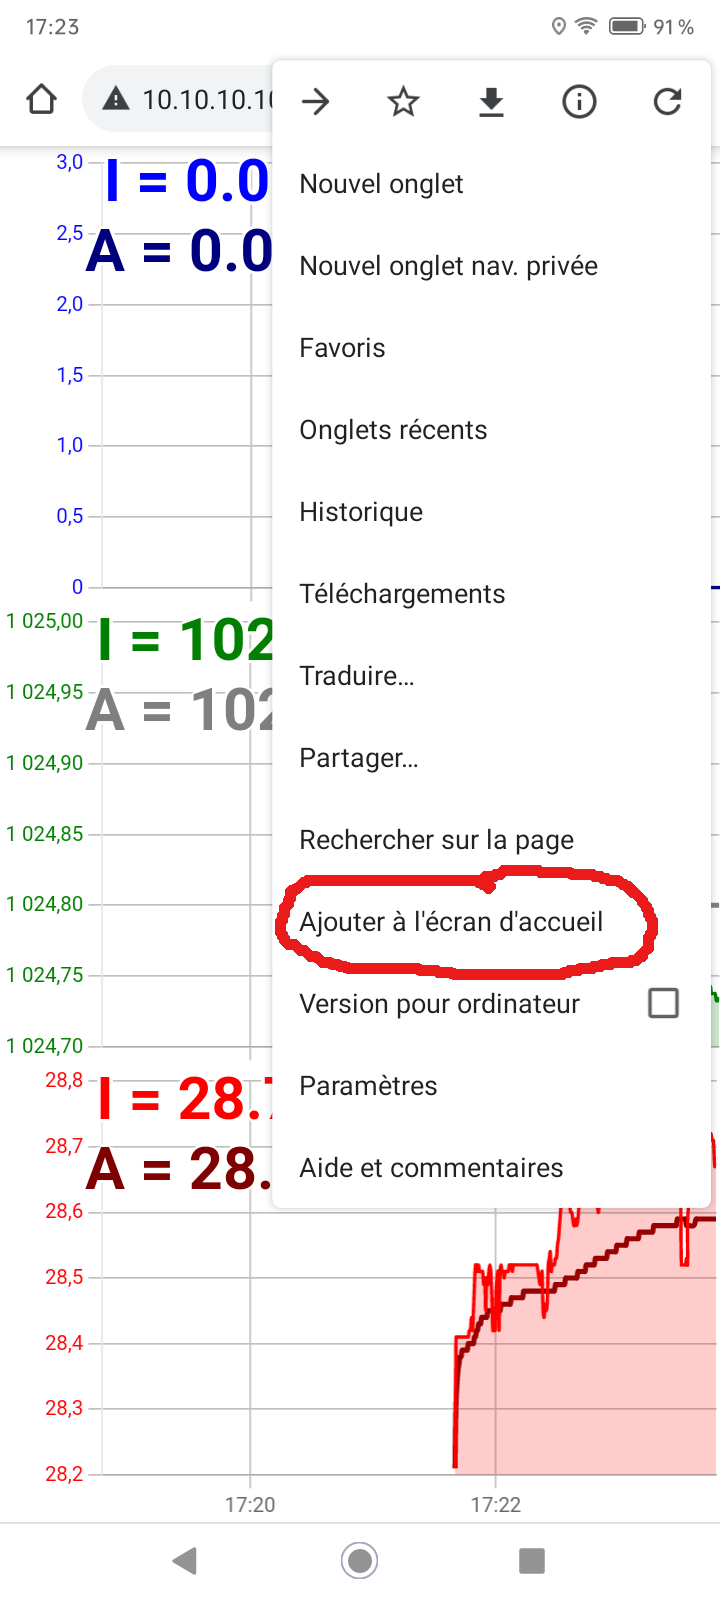 17:23
91 %
10.10.10.10
Nouvel onglet
Nouvel onglet nav. privée
Favoris
Onglets récents
Historique
Téléchargements
Traduire...
Partager...
Rechercher sur la page
Ajouter à l'écran d'accueil
Version pour ordinateur
Paramètres
Aide et commentaires
3,0
I = 0.0
A = 0.0
2,5
2,0
1,5
1,0
0,5
0
1 025,00
I = 102
1 024,95
A = 102
1 024,90
1 024,85
1 024,80
1 024,75
1 024,70
28,8
I = 28.7
28,7
A = 28.
28,6
28,5
28,4
28,3
28,2
17:20
17:22